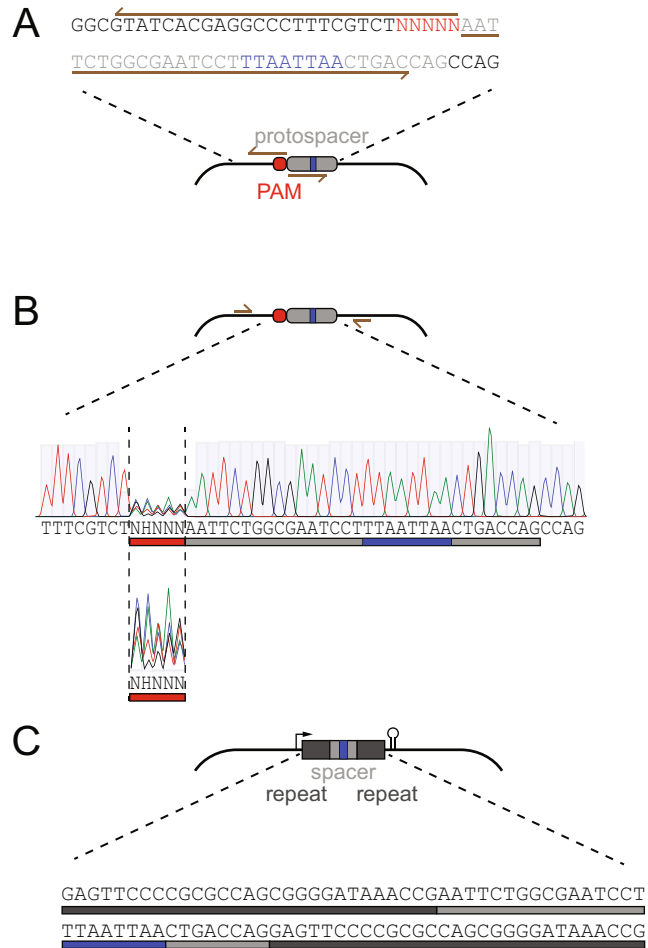 A
GGCGTATCACGAGGCCCTTTCGTCTNNNNNAAT
TCTGGCGAATCCTTTAATTAACTGACCAGCCAG
protospacer
PAM
B
TTTCGTCTNHNNNAATTCTGGCGAATCCTTTAATTAACTGACCAGCCAG
NHNNN
C
spacer
repeat repeat
GAGTTCCCCGCGCCAGCGGGGATAAACCGAATTCTGGCGAATCCT
TTAATTAACTGACCAGGAGTTCCCCGCGCCAGCGGGGATAAACCG